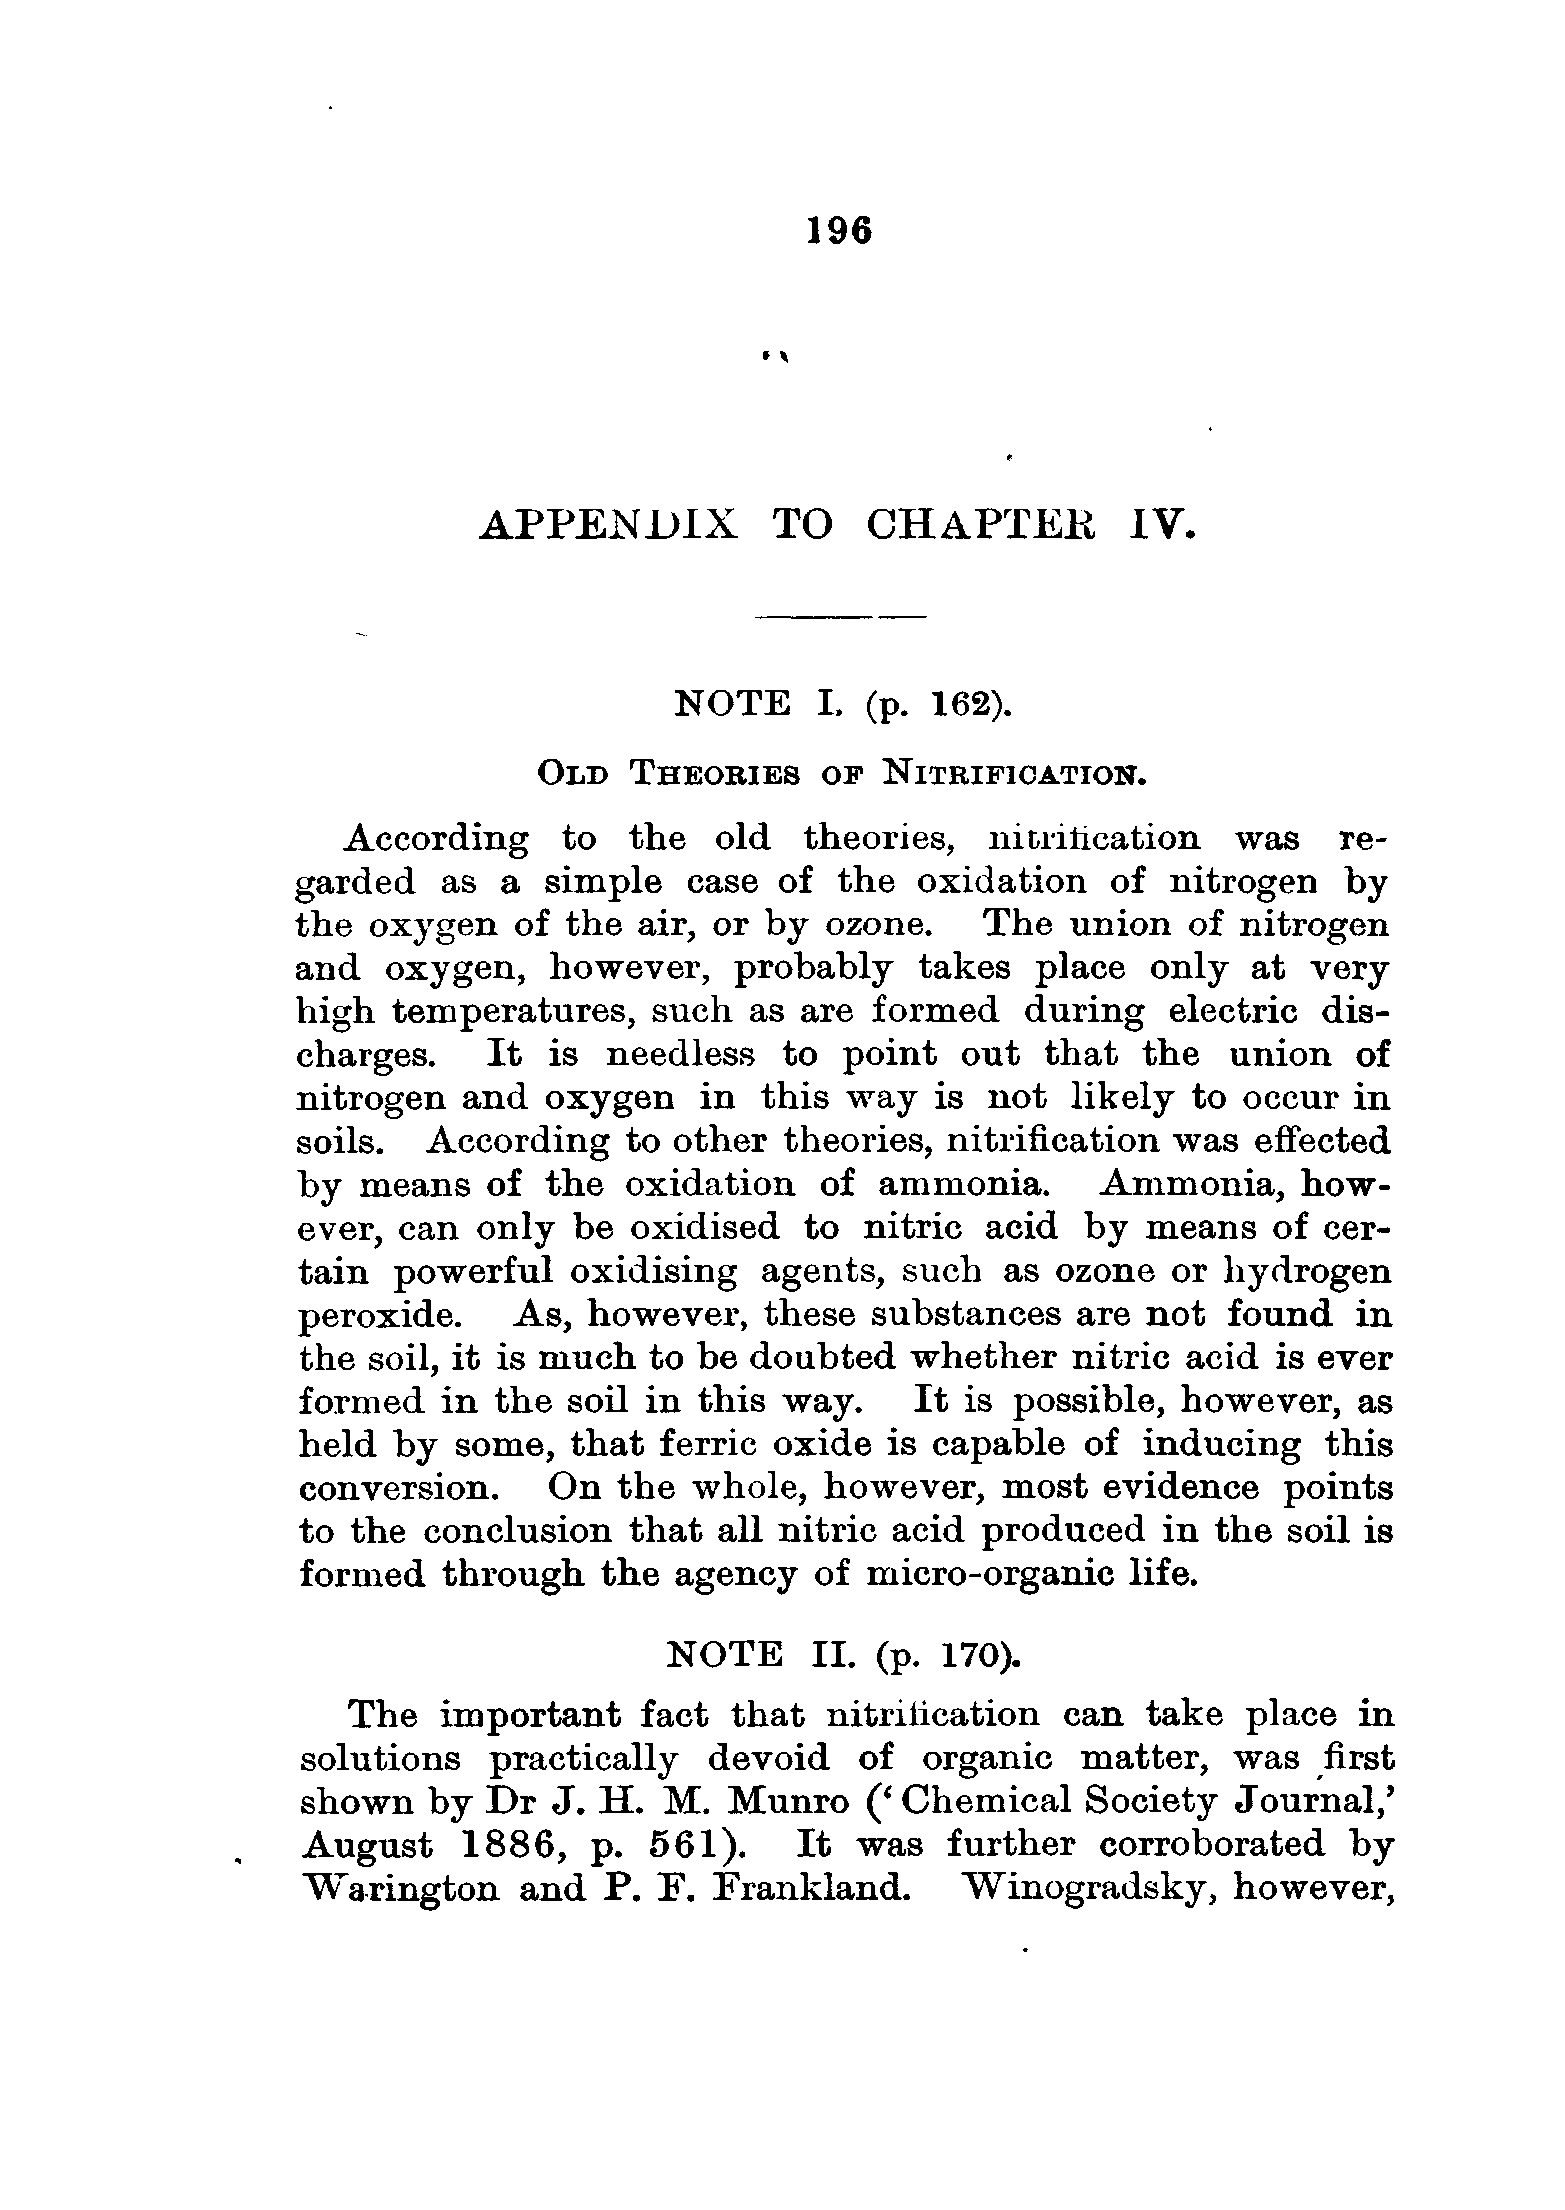 196
APPENDIX TO CHAPTER IV.
NOTE I. (p. 162).
OLD THEORIES OF NITRIFICATION.
According to the old theories, nitrification was re-
garded as a simple case of the oxidation of nitrogen by
the oxygen of the air, or by ozone. The union of nitrogen
and oxygen, however, probably takes place only at very
high temperatures, such as are formed during electric dis-
charges. It is needless to point out that the union of
nitrogen and oxygen in this way is not likely to occur in
soils. According to other theories, nitrification was effected
by means of the oxidation of ammonia. Ammonia, how-
ever, can only be oxidised to nitric acid by means of cer-
tain powerful oxidising agents, such as ozone or hydrogen
peroxide. As, however, these substances are not found in
the soil, it is much to be doubted whether nitric acid is ever
formed in the soil in this way. It is possible, however, as
held by some, that ferric oxide is capable of inducing this
conversion. On the whole, however, most evidence points
to the conclusion that all nitric acid produced in the soil is
formed through the agency of micro-organic life.
NOTE II. (p. 170).
The important fact that nitrification can take place in
solutions practically devoid of organic matter, was first
shown by Dr J. H. M. Munro (‘Chemical Society Journal,’
August 1886, p. 561). It was further corroborated by
Warington and P. F. Frankland. Winogradsky, however,